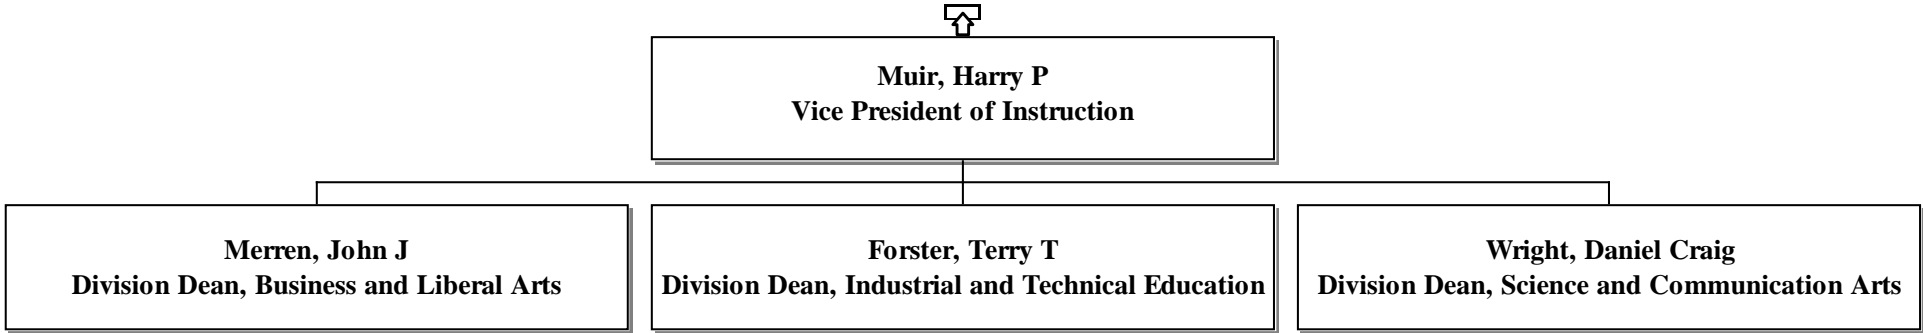 Muir, Harry P
Vice President of Instruction
Merren, John J
Division Dean, Business and Liberal Arts
Forster, Terry T
Division Dean, Industrial and Technical Education
Wright, Daniel Craig
Division Dean, Science and Communication Arts